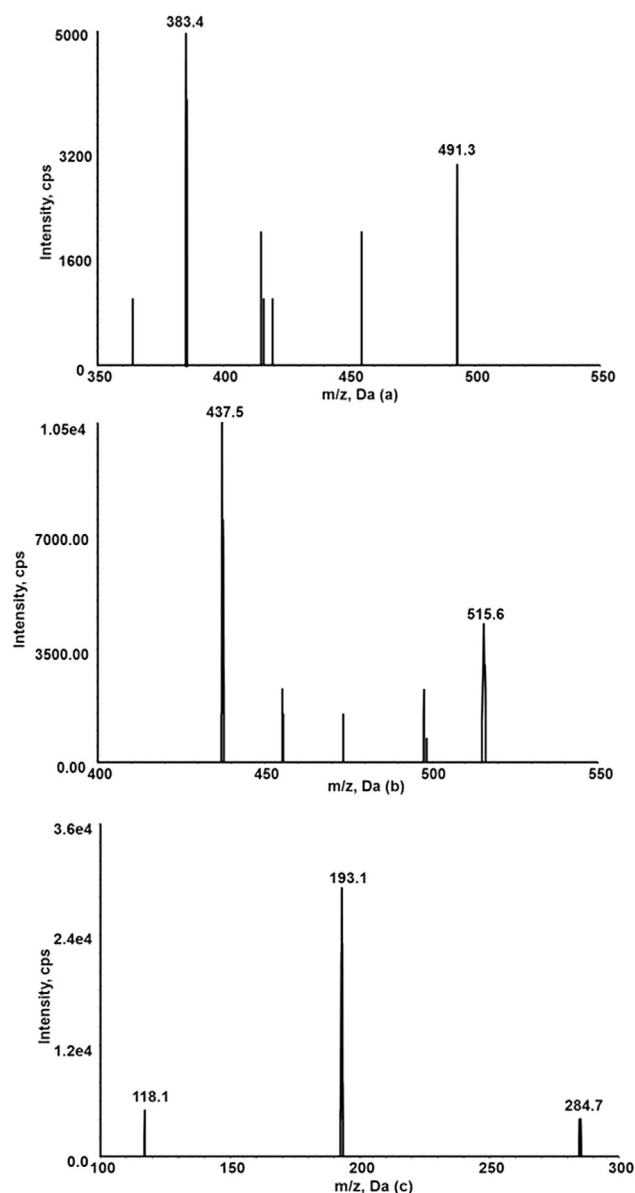 383.4
5000
491.3
3200
Intensity, cps
1600
0
350 400 450 500 550
m/z, Da (a)
437.5
1.05e4
7000.00
515.6
Intensity, cps
3500.00
0.00
400 450 500 550
m/z, Da (b)
3.6e4
193.1
2.4e4
Intensity, cps
1.2e4
118.1
284.7
0.0
100 150 200 250 300
m/z, Da (c)